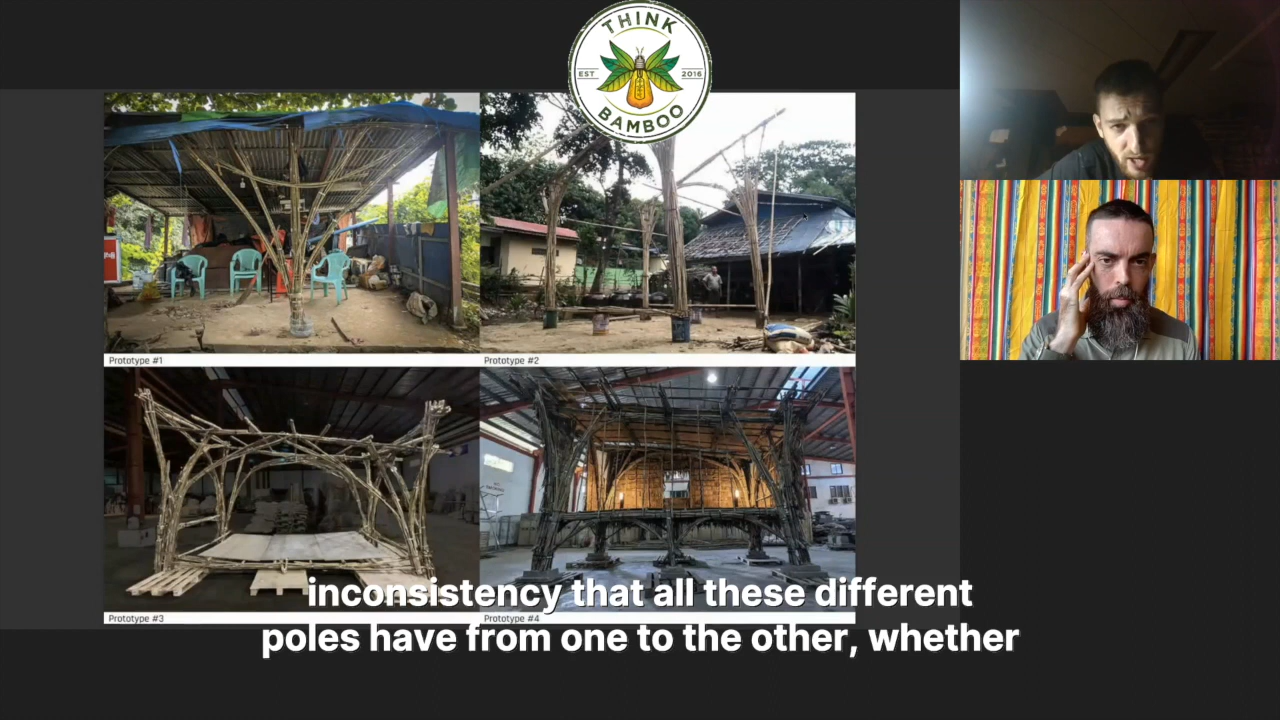 THINK
EST 2016
BAMBOO
Prototype #1
Prototype #2
Prototype #3
Prototype #4
inconsistency that all these different
poles have from one to the other, whether